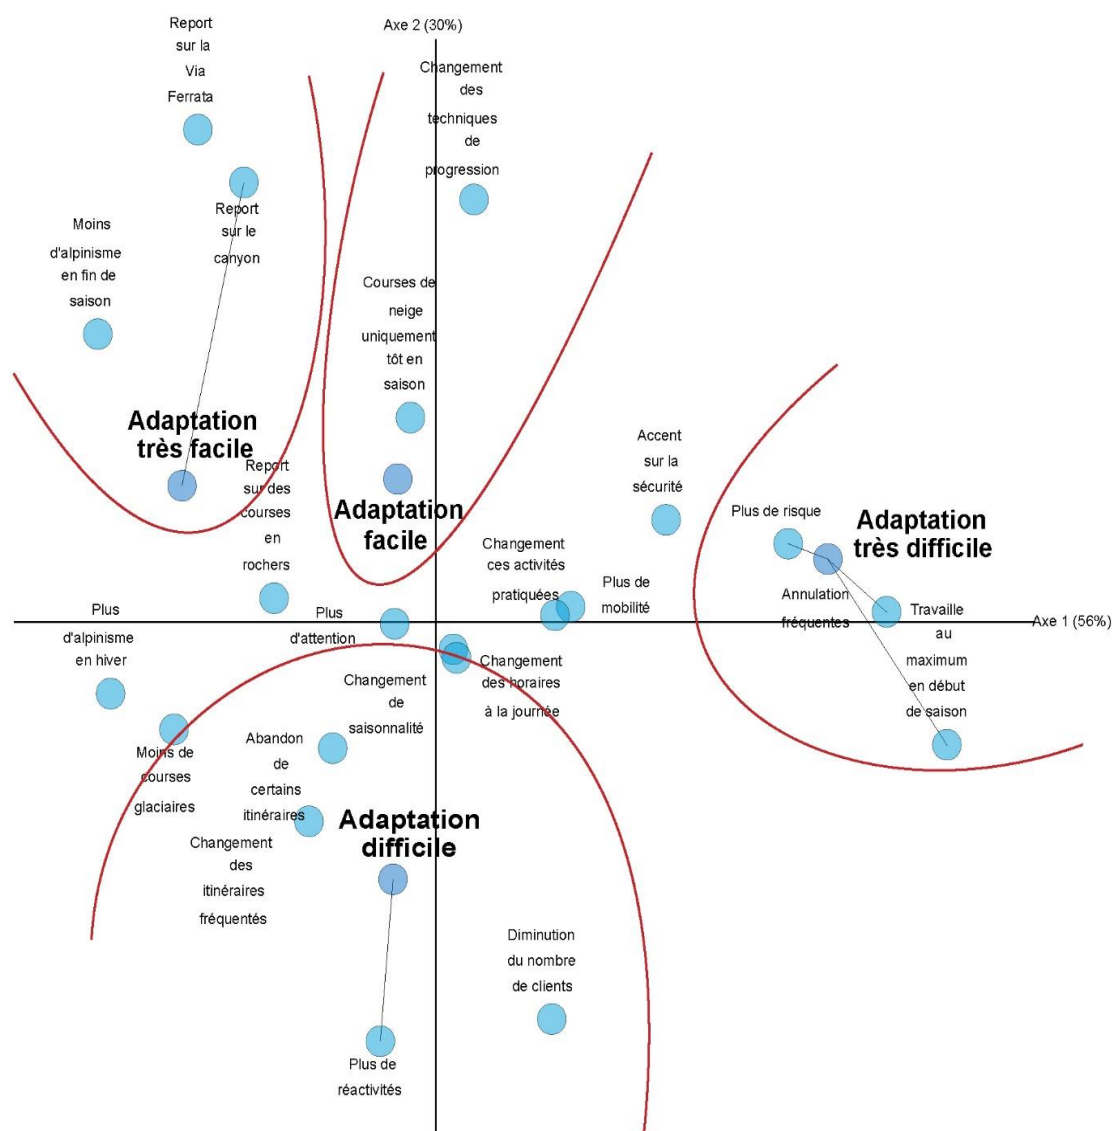 Axe 2 (30%)
Report
sur la
Via
Ferrata
Changement
des
techniques
de
progression
Report
sur le
canyon
Moins
d'alpinisme
en fin de
saison
Courses de
neige
uniquement
tôt en
saison
Adaptation
très facile
Report
sur des
courses
en
rochers
Adaptation
facile
Accent
sur la
sécurité
Plus de risque
Adaptation
très difficile
Changement
ces activités
pratiquées
Plus de
mobilité
Annulation
fréquentes
Travaille
au
maximum
en début
de saison
Axe 1 (56%)
Plus
d'alpinisme
en hiver
Plus
d'attention
Changement
des horaires
à la journée
Changement
de
saisonnalité
Moins de
courses
glaciaires
Abandon
de
certains
itinéraires
Adaptation
difficile
Changement
des
itinéraires
fréquentés
Diminution
du nombre
de clients
Plus de
réactivités